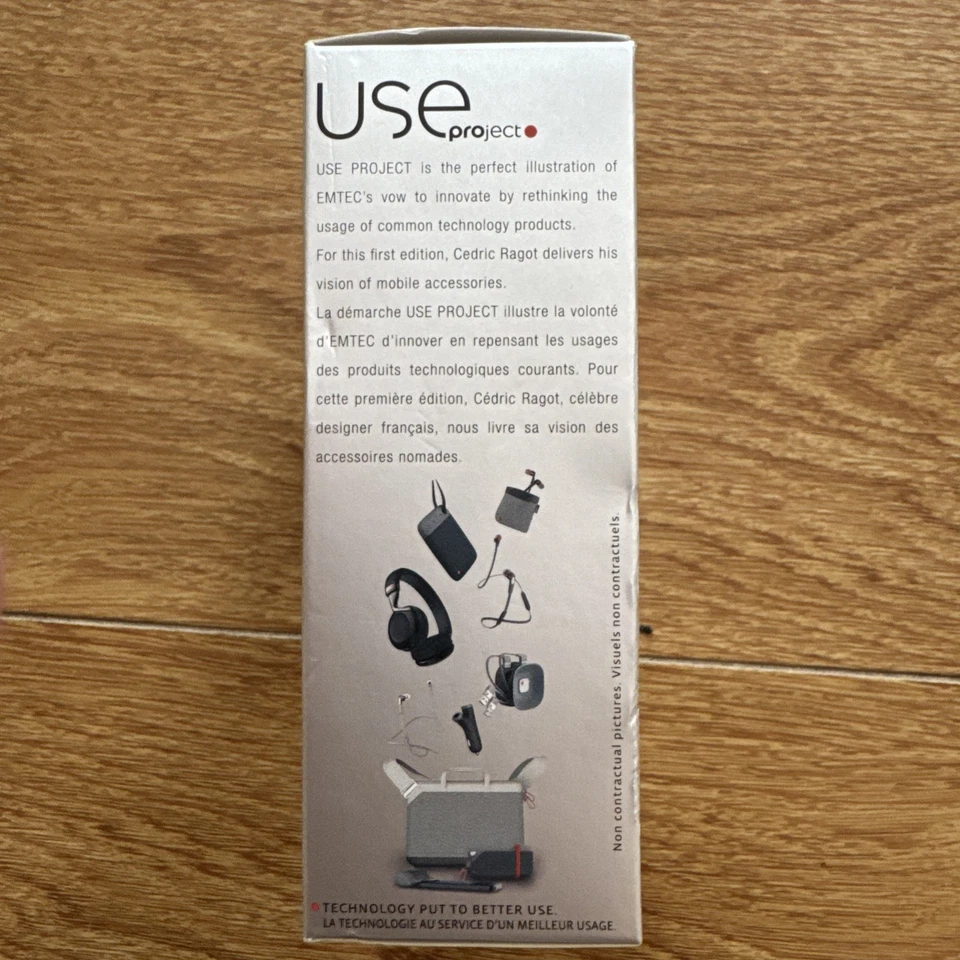 USE
project
USE PROJECT is the perfect illustration of
EMTEC's vow to innovate by rethinking the
usage of common technology products.
For this first edition, Cedric Ragot delivers his
vision of mobile accessories.
La démarche USE PROJECT illustre la volonté
d'EMTEC d'innover en repensant les usages
des produits technologiques courants. Pour
cette première édition, Cédric Ragot, célèbre
designer français, nous livre sa vision des
accessoires nomades.
Non contractual pictures. Visuels non contractuels.
TECHNOLOGY PUT TO BETTER USE.
LA TECHNOLOGIE AU SERVICE D'UN MEILLEUR USAGE.